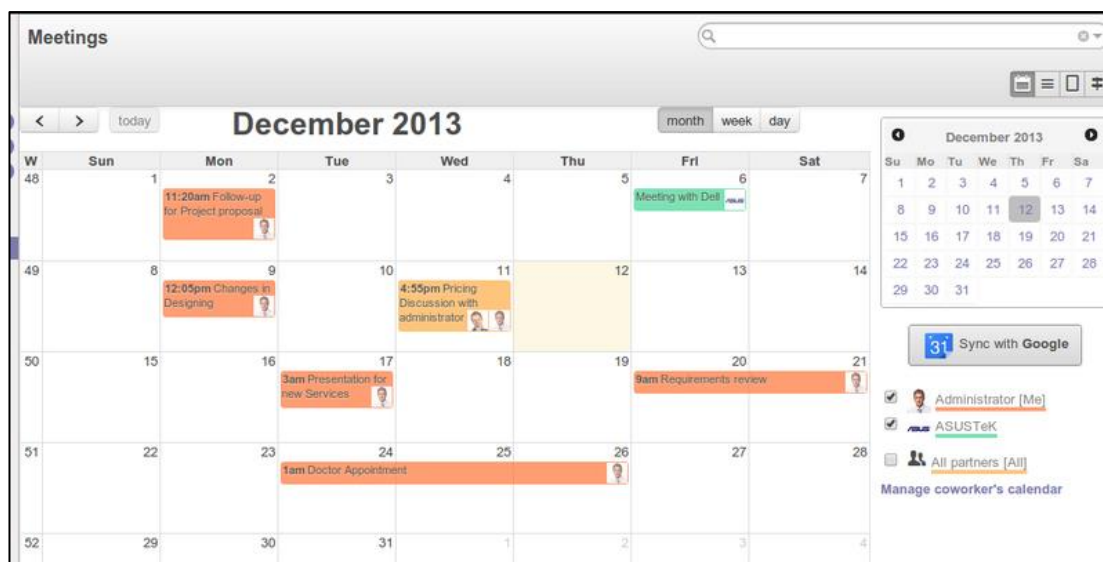 Meetings
< > today December 2013 month week day
W Sun Mon Tue Wed Thu Fri Sat
48 1 2 3 4 5 6 7
11:20am Follow-up
for Project proposal
Meeting with Dell ASUS
49 8 9 10 11 12 13 14
12:05pm Changes in
Designing
4:55pm Pricing
Discussion with
administrator
50 15 16 17 18 19 20 21
3am Presentation for
new Services
9am Requirements review
51 22 23 24 25 26 27 28
1am Doctor Appointment
52 29 30 31 1 2 3 4
December 2013
Su Mo Tu We Th Fr Sa
1 2 3 4 5 6 7
8 9 10 11 12 13 14
15 16 17 18 19 20 21
22 23 24 25 26 27 28
29 30 31
31 Sync with Google
Administrator [Me]
ASUS ASUSTeK
All partners [All]
Manage coworker's calendar